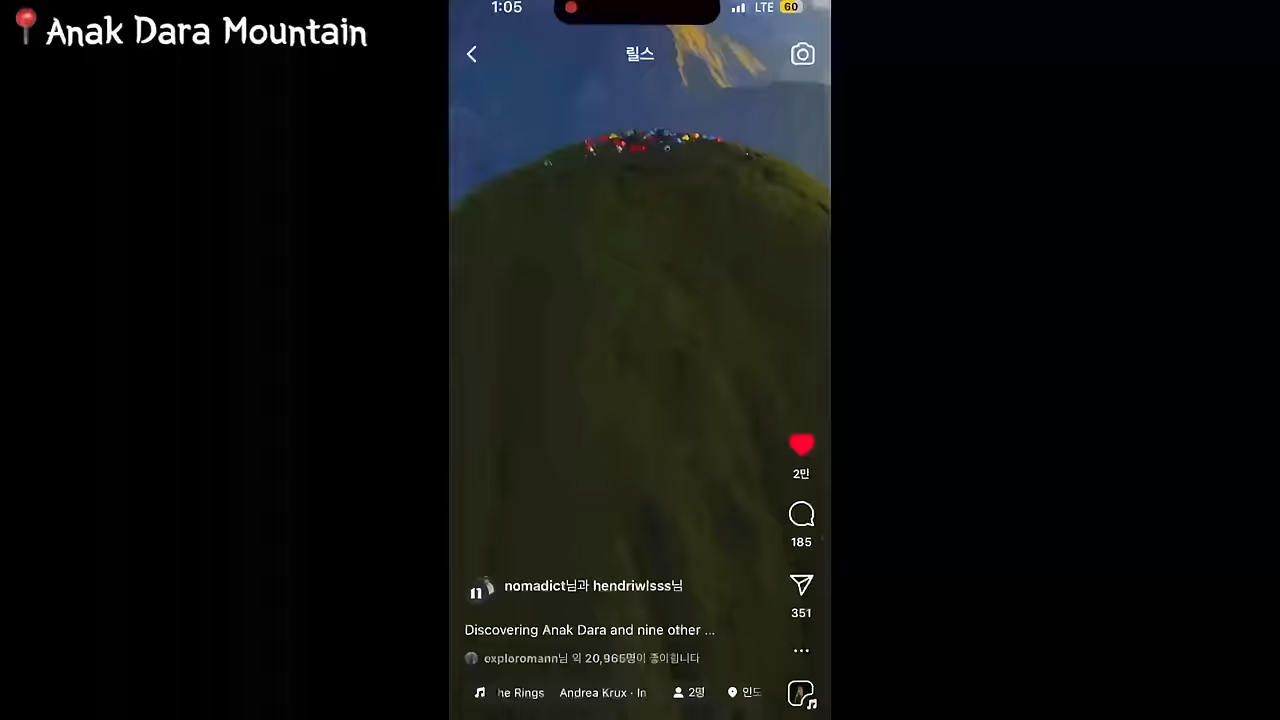 Anak Dara Mountain
1:05
LTE
60
릴스
2만
185
nomadict님과 hendriwlsss님
351
Discovering Anak Dara and nine other ...
exploromann님 외 20,965명이 좋아합니다
he Rings Andrea Krux · In
2명
인도